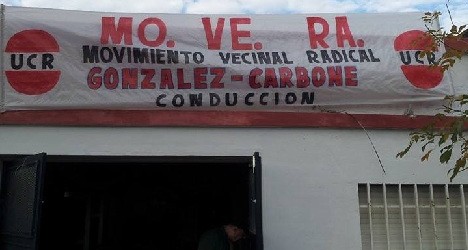 MO. VE. RA.
UCR MOVIMIENTO VECINAL RADICAL UCR
GONZALEZ-CARBONE
CONDUCCION